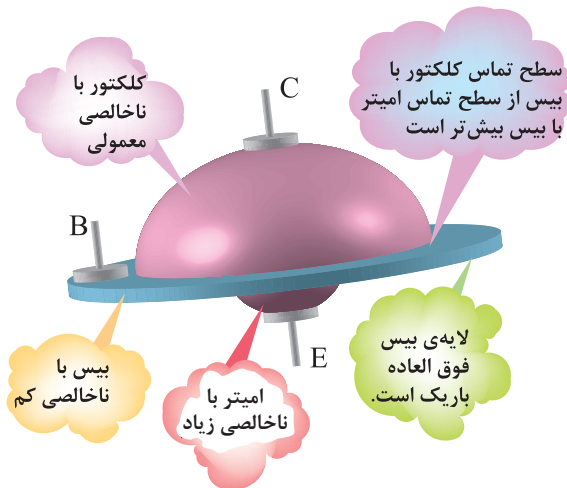 سطح تماس کلکتور با
بیس از سطح تماس امیتر
با بیس بیش‌تر است
کلکتور با
ناخالصی
معمولی
C
B
E
لایه‌ی بیس
فوق العاده
باریک است.
امیتر با
ناخالصی زیاد
بیس با
ناخالصی کم